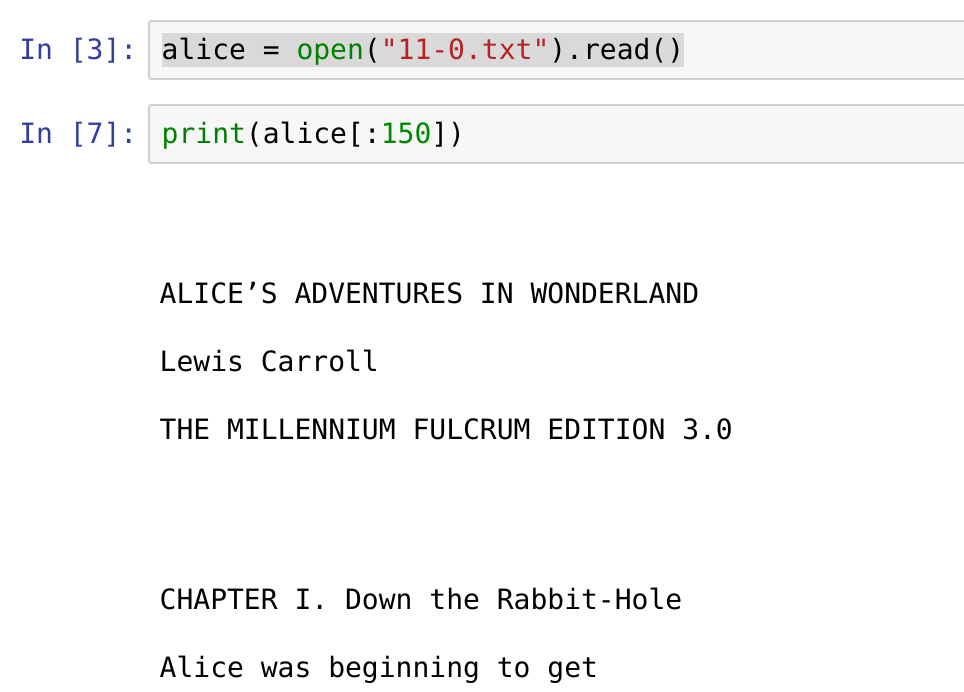 In [3]: alice = open("11-0.txt").read()
In [7]: print(alice[:150])
ALICE’S ADVENTURES IN WONDERLAND
Lewis Carroll
THE MILLENNIUM FULCRUM EDITION 3.0
CHAPTER I. Down the Rabbit-Hole
Alice was beginning to get